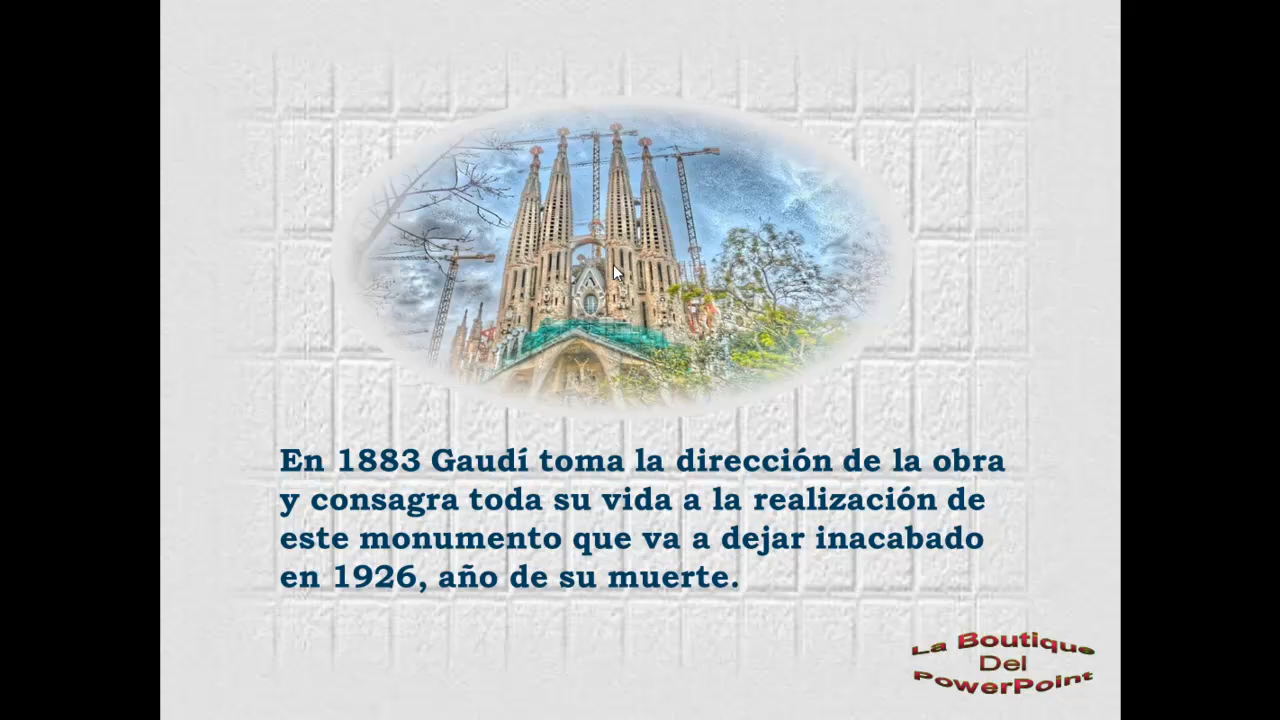 En 1883 Gaudí toma la dirección de la obra
y consagra toda su vida a la realización de
este monumento que va a dejar inacabado
en 1926, año de su muerte.
La Boutique
Del
PowerPoint